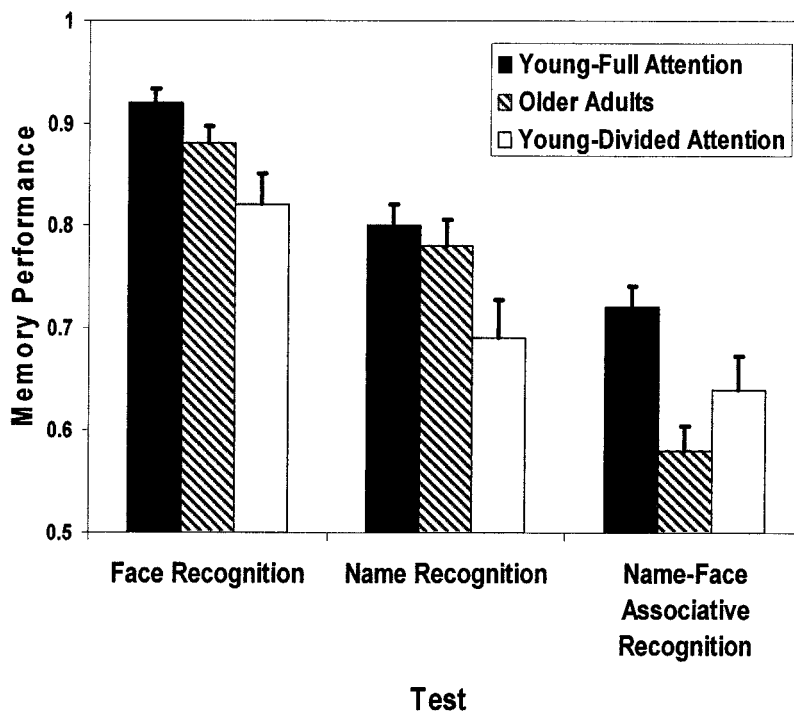 Memory Performance
1
0.9
0.8
0.7
0.6
0.5
Young-Full Attention
Older Adults
Young-Divided Attention
Face Recognition
Name Recognition
Name-Face
Associative
Recognition
Test